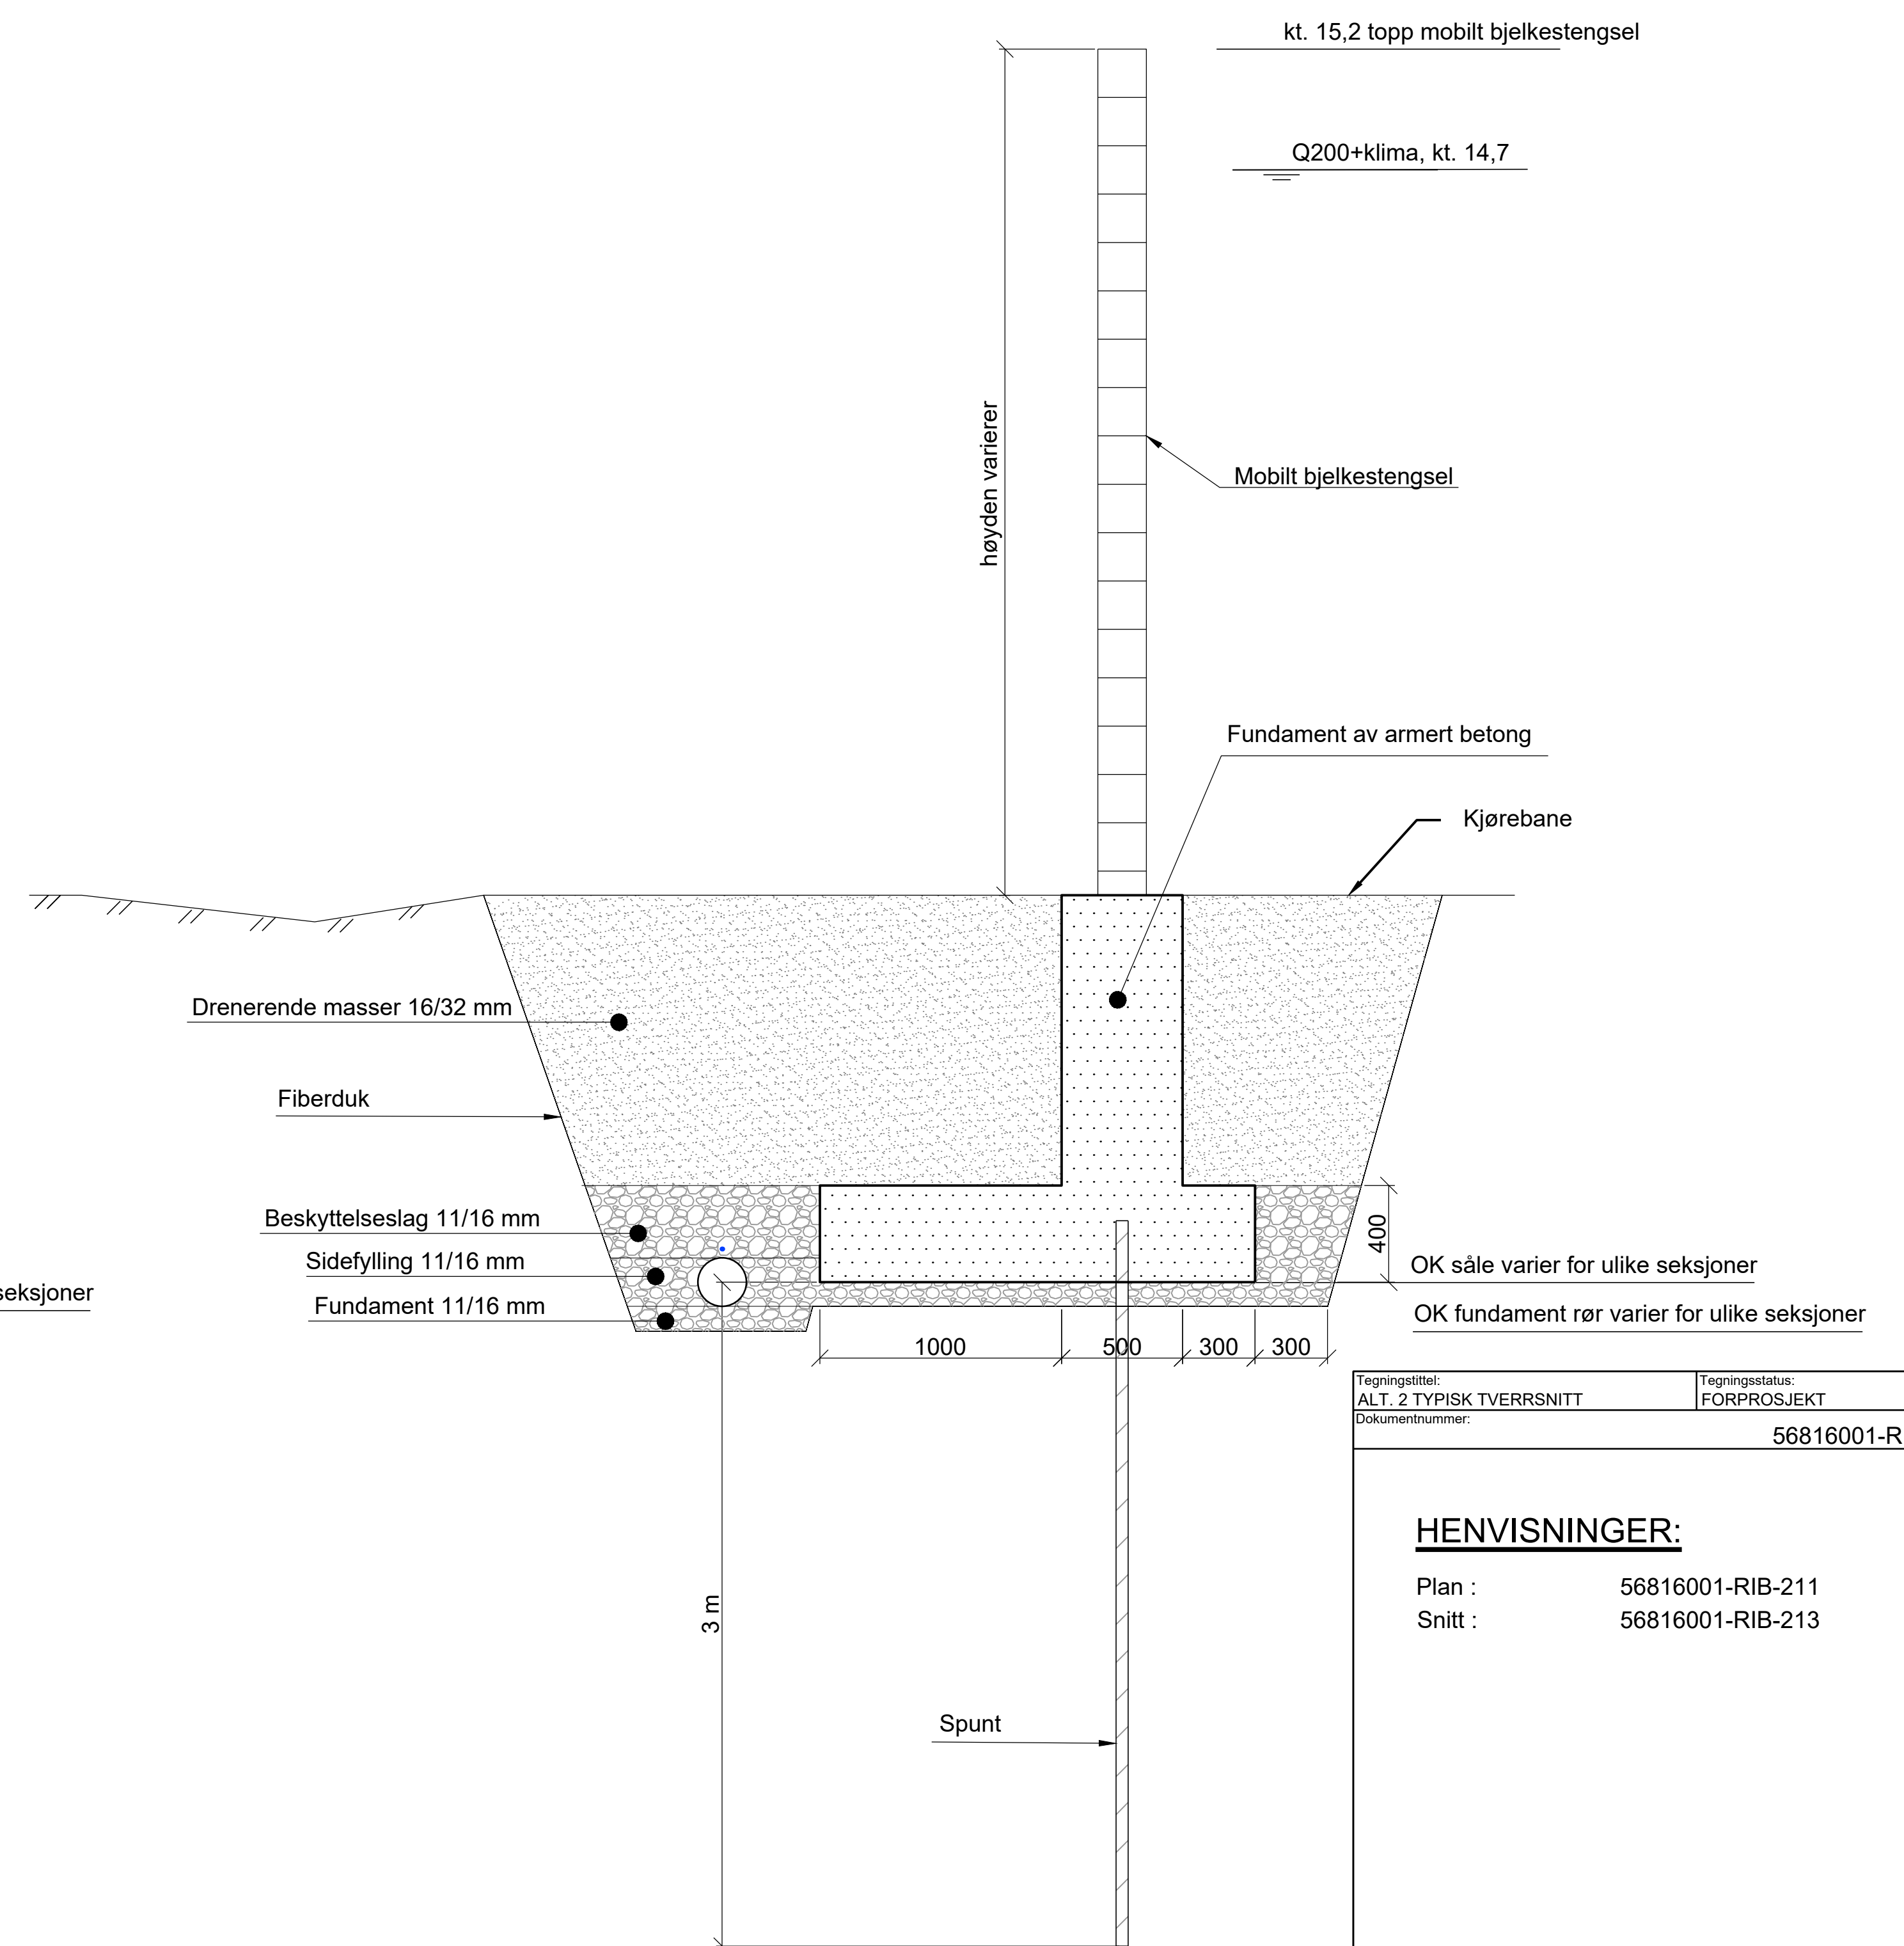 kt. 15,2 topp mobilt bjelkestengsel
Q200+klima, kt. 14,7
høyden varierer
Mobilt bjelkestengsel
Fundament av armert betong
Kjørebane
Drenerende masser 16/32 mm
Fiberduk
Beskyttelseslag 11/16 mm
Sidefylling 11/16 mm
Fundament 11/16 mm
seksjoner
400
OK såle varier for ulike seksjoner
OK fundament rør varier for ulike seksjoner
1000 500 300 300
3 m
Spunt
Tegningstittel:
ALT. 2 TYPISK TVERRSNITT
Tegningsstatus:
FORPROSJEKT
Dokumentnummer:
56816001-R
HENVISNINGER:
Plan : 56816001-RIB-211
Snitt : 56816001-RIB-213